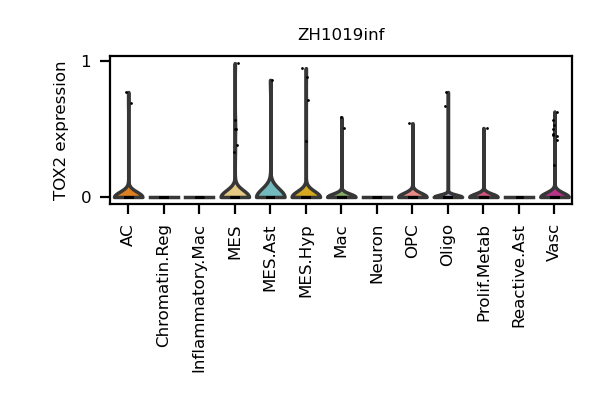 ZH1019inf
TOX2 expression
1
0
AC
Chromatin.Reg
Inflammatory.Mac
MES
MES.Ast
MES.Hyp
Mac
Neuron
OPC
Oligo
Prolif.Metab
Reactive.Ast
Vasc